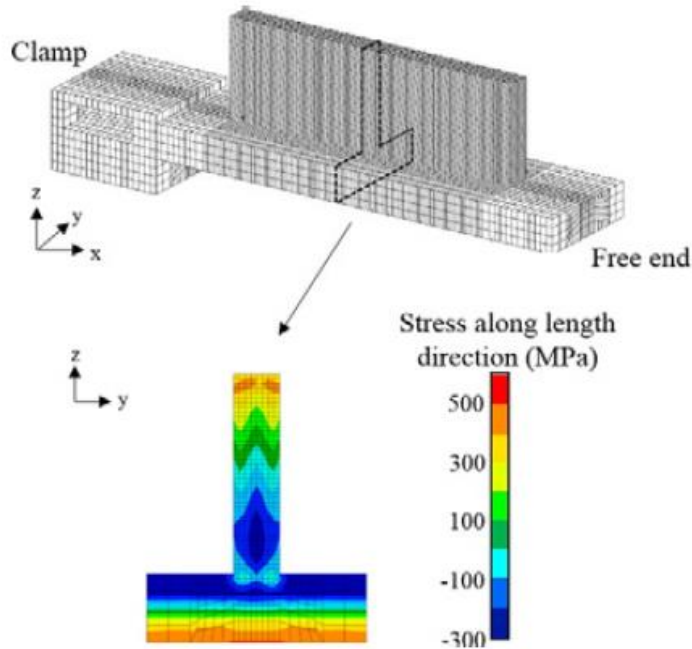 Clamp
z
y
x
Free end
Stress along length
direction (MPa)
z
y
500
300
100
-100
-300